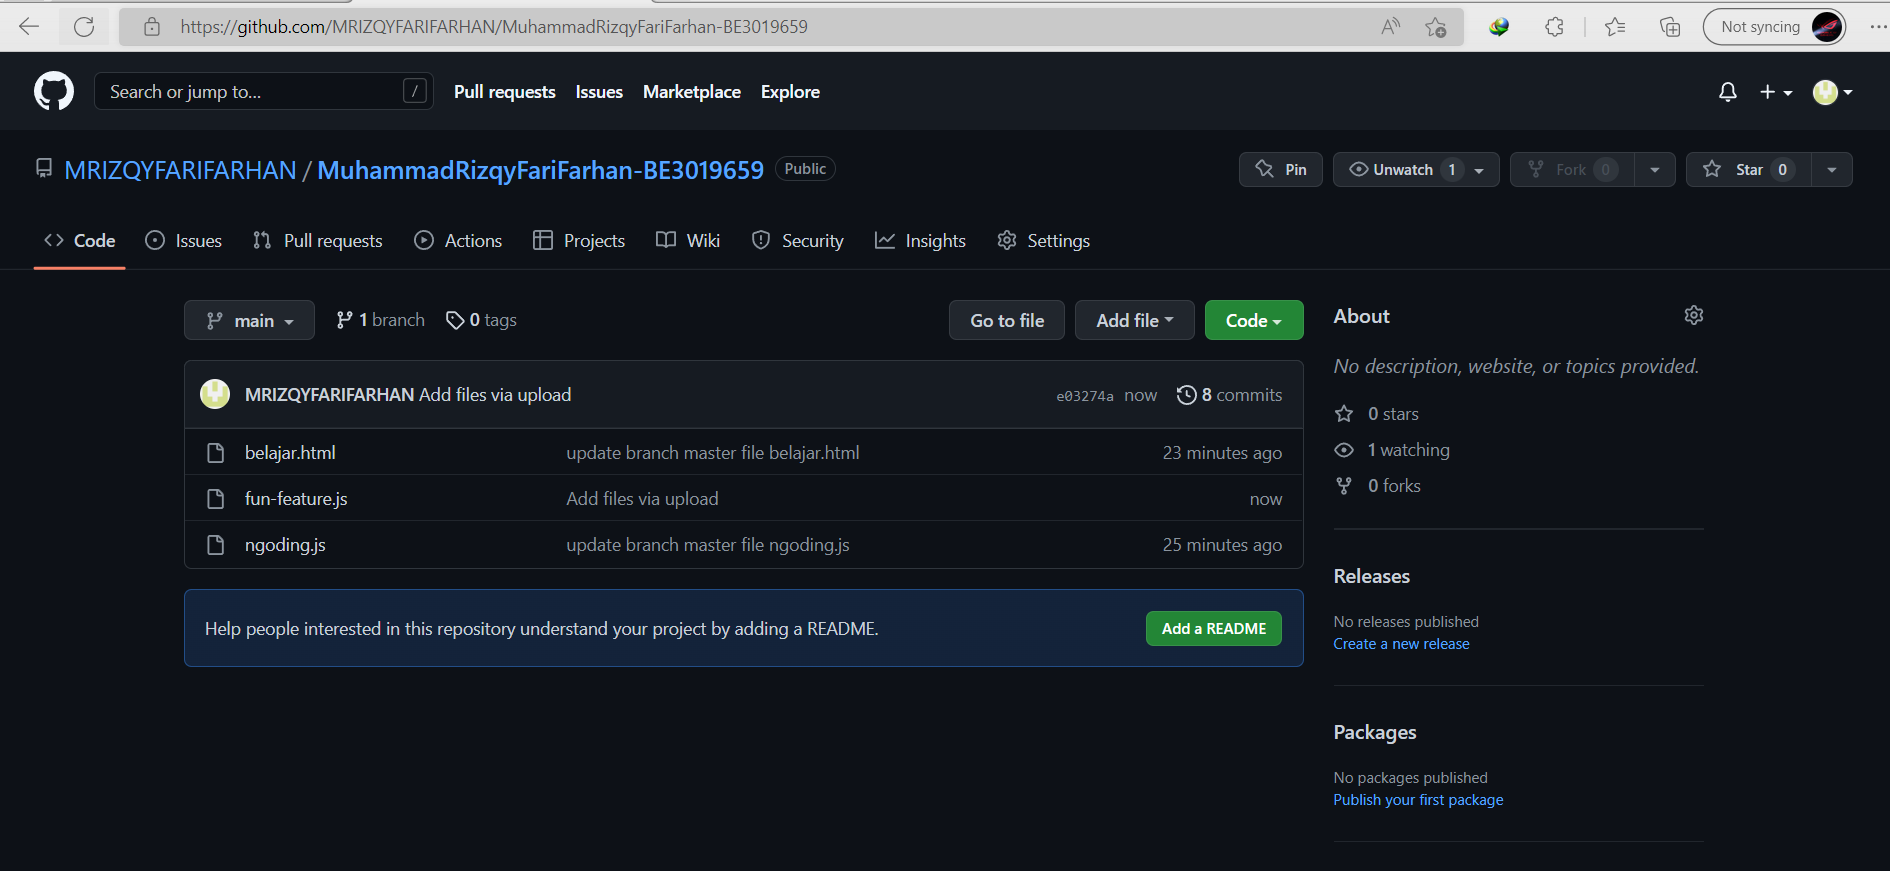 https://github.com/MRIZQYFARIFARHAN/MuhammadRizqyFariFarhan-BE3019659
Not syncing
Search or jump to...
/
Pull requests Issues Marketplace Explore
MRIZQYFARIFARHAN / MuhammadRizqyFariFarhan-BE3019659 Public
Pin Unwatch 1 Fork 0 Star 0
Code Issues Pull requests Actions Projects Wiki Security Insights Settings
main 1 branch 0 tags Go to file Add file Code
MRIZQYFARIFARHAN Add files via upload e03274a now 8 commits
belajar.html update branch master file belajar.html 23 minutes ago
fun-feature.js Add files via upload now
ngoding.js update branch master file ngoding.js 25 minutes ago
Help people interested in this repository understand your project by adding a README. Add a README
About
No description, website, or topics provided.
0 stars
1 watching
0 forks
Releases
No releases published
Create a new release
Packages
No packages published
Publish your first package